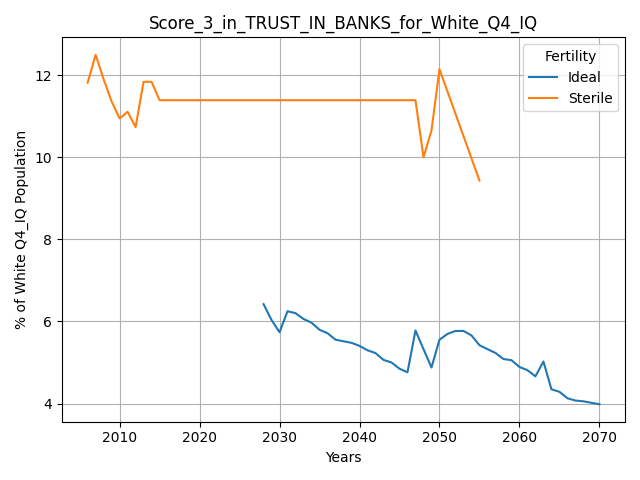 Score_3_in_TRUST_IN_BANKS_for_White_Q4_IQ
Fertility
Ideal
Sterile
% of White Q4_IQ Population
12
10
8
6
4
2010 2020 2030 2040 2050 2060 2070
Years